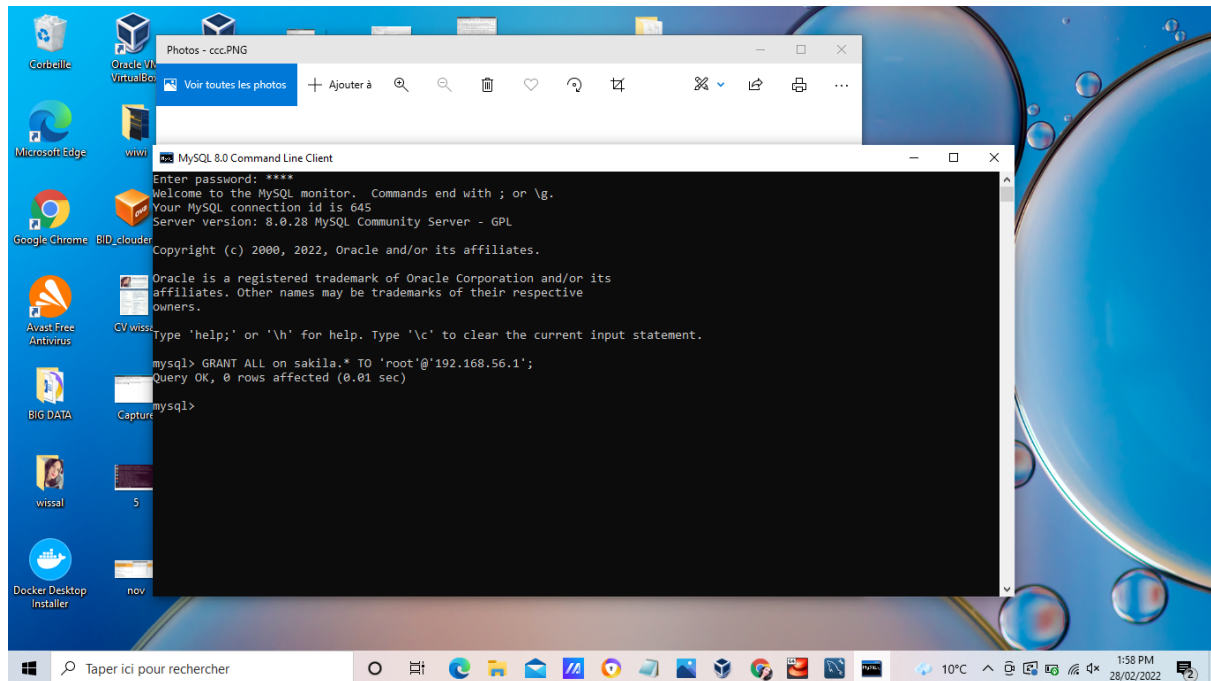 Corbeille
Oracle VM
VirtualBox
Microsoft Edge
wiwi
Google Chrome
BID_clouder
Avast Free
Antivirus
CV wissa
BIG DATA
Capture
wissal
5
Docker Desktop
Installer
nov
Photos - ccc.PNG
Voir toutes les photos
Ajouter à
MySQL 8.0 Command Line Client
Enter password: ****
Welcome to the MySQL monitor.  Commands end with ; or \g.
Your MySQL connection id is 645
Server version: 8.0.28 MySQL Community Server - GPL
Copyright (c) 2000, 2022, Oracle and/or its affiliates.
Oracle is a registered trademark of Oracle Corporation and/or its
affiliates. Other names may be trademarks of their respective
owners.
Type 'help;' or '\h' for help. Type '\c' to clear the current input statement.
mysql> GRANT ALL on sakila.* TO 'root'@'192.168.56.1';
Query OK, 0 rows affected (0.01 sec)
mysql>
Taper ici pour rechercher
10°C
1:58 PM
28/02/2022
2